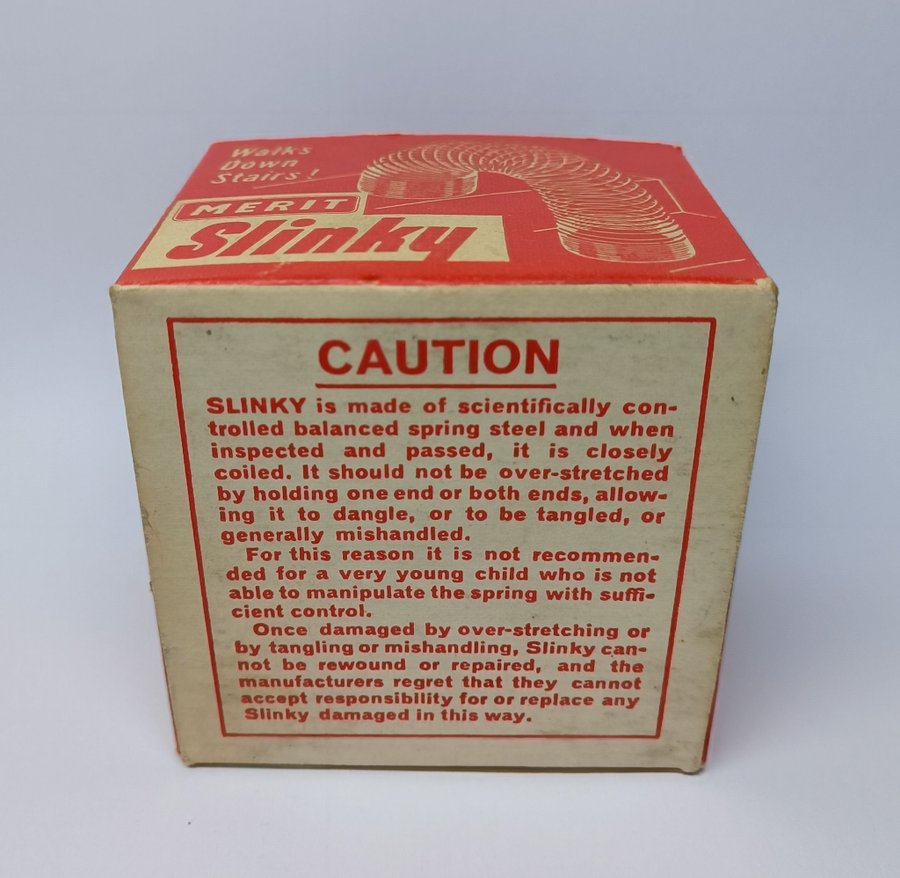 Walks
Down
Stairs!
MERIT
Slinky
CAUTION
SLINKY is made of scientifically con-
trolled balanced spring steel and when
inspected and passed, it is closely
coiled. It should not be over-stretched
by holding one end or both ends, allow-
ing it to dangle, or to be tangled, or
generally mishandled.
For this reason it is not recommen-
ded for a very young child who is not
able to manipulate the spring with suffi-
cient control.
Once damaged by over-stretching or
by tangling or mishandling, Slinky can-
not be rewound or repaired, and the
manufacturers regret that they cannot
accept responsibility for or replace any
Slinky damaged in this way.